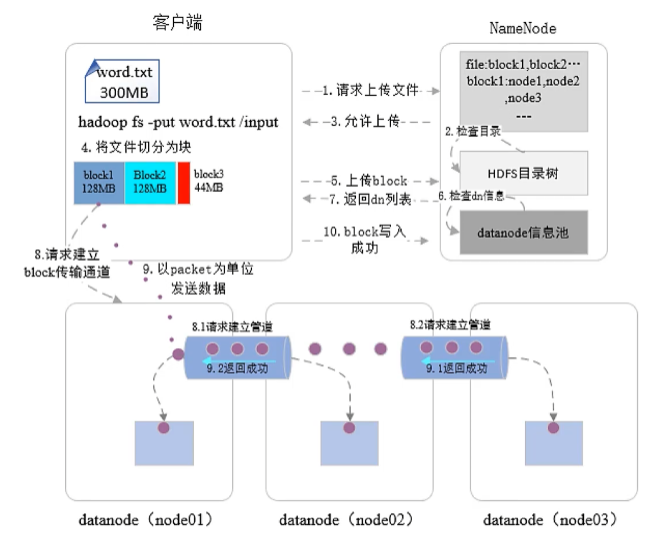 客户端
NameNode
word.txt
300MB
hadoop fs -put word.txt /input
4. 将文件切分为块
block1
128MB
Block2
128MB
block3
44MB
1. 请求上传文件
3. 允许上传
5. 上传block
7. 返回dn列表
10. block写入
成功
file:block1,block2…
block1:node1,node2
,node3
---
2. 检查目录
HDFS目录树
6. 检查dn信息
datanode信息池
8.请求建立
block传输通道
9. 以packet为单位
发送数据
8.1请求建立管道
9.2返回成功
8.2请求建立管道
9.1返回成功
datanode（node01）
datanode（node02）
datanode（node03）